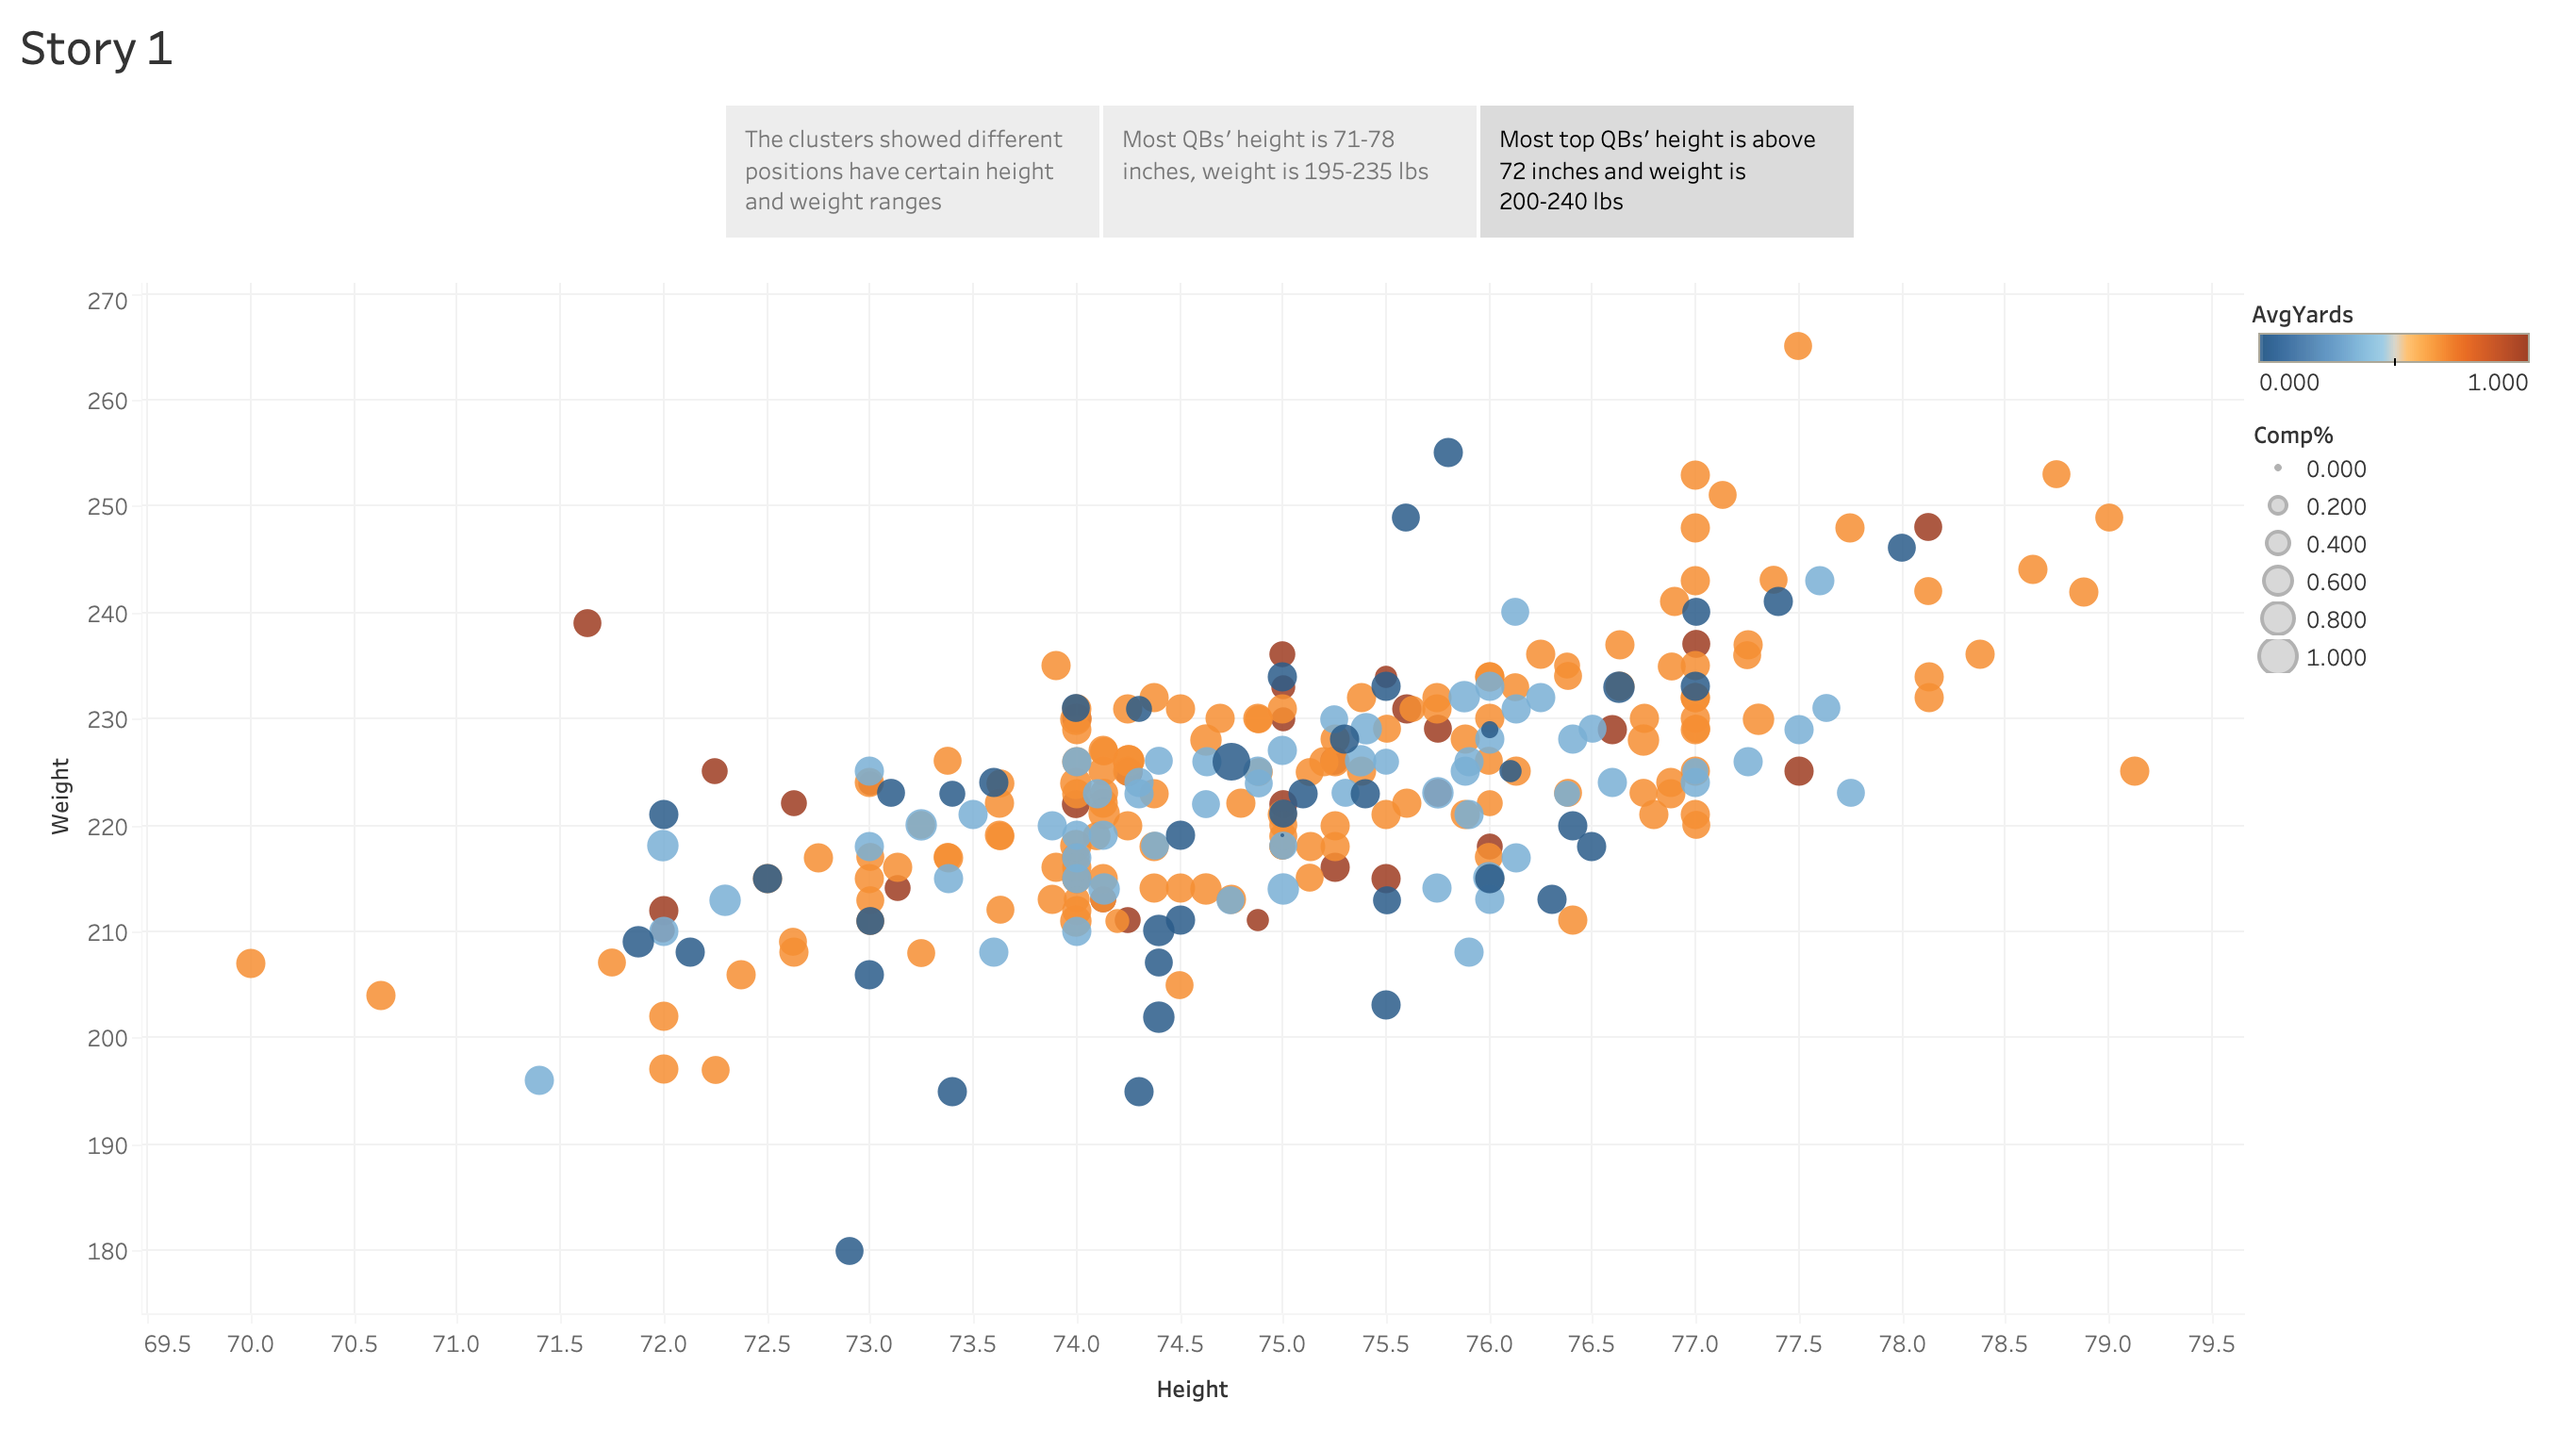 Story 1
The clusters showed different
positions have certain height
and weight ranges
Most QBs’ height is 71-78
inches, weight is 195-235 lbs
Most top QBs’ height is above
72 inches and weight is
200-240 lbs
270
260
250
240
230
220
210
200
190
180
Weight
69.5 70.0 70.5 71.0 71.5 72.0 72.5 73.0 73.5 74.0 74.5 75.0 75.5 76.0 76.5 77.0 77.5 78.0 78.5 79.0 79.5
Height
AvgYards
0.000 1.000
Comp%
0.000
0.200
0.400
0.600
0.800
1.000